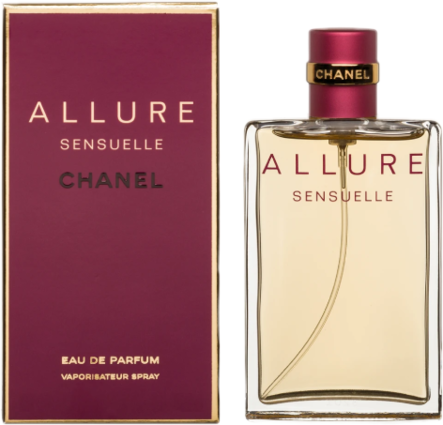 ALLURE
SENSUELLE
CHANEL
EAU DE PARFUM
VAPORISATEUR SPRAY
CHANEL
ALLURE
SENSUELLE